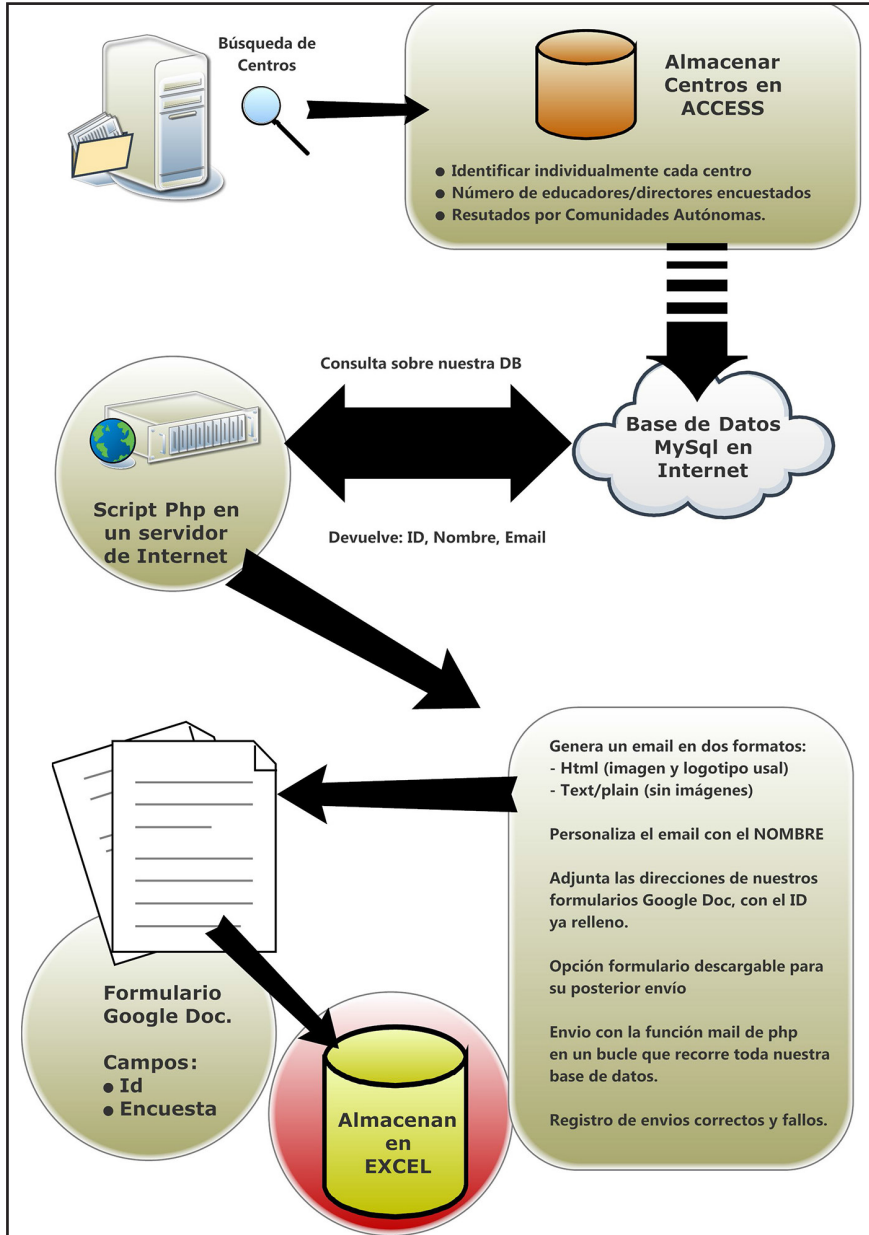 Búsqueda de
Centros
Almacenar
Centros en
ACCESS
● Identificar individualmente cada centro
● Número de educadores/directores encuestados
● Resutados por Comunidades Autónomas.
Consulta sobre nuestra DB
Base de Datos
MySql en
Internet
Script Php en
un servidor
de Internet
Devuelve: ID, Nombre, Email
Genera un email en dos formatos:
- Html (imagen y logotipo usal)
- Text/plain (sin imágenes)
Personaliza el email con el NOMBRE
Adjunta las direcciones de nuestros
formularios Google Doc, con el ID
ya relleno.
Opción formulario descargable para
su posterior envío
Envio con la función mail de php
en un bucle que recorre toda nuestra
base de datos.
Registro de envios correctos y fallos.
Formulario
Google Doc.
Campos:
● Id
● Encuesta
Almacenan
en
EXCEL